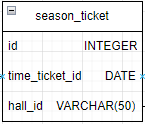 season_ticket
id INTEGER
time_ticket_id DATE
hall_id VARCHAR(50)